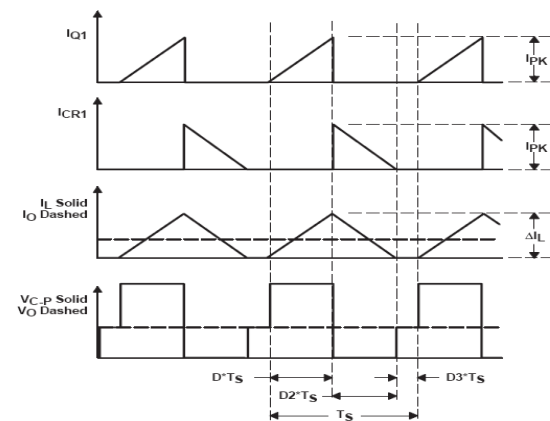 IQ1
IPK
ICR1
IPK
IL Solid
IO Dashed
ΔIL
VC-P Solid
VO Dashed
D*TS
D3*TS
D2*TS
TS